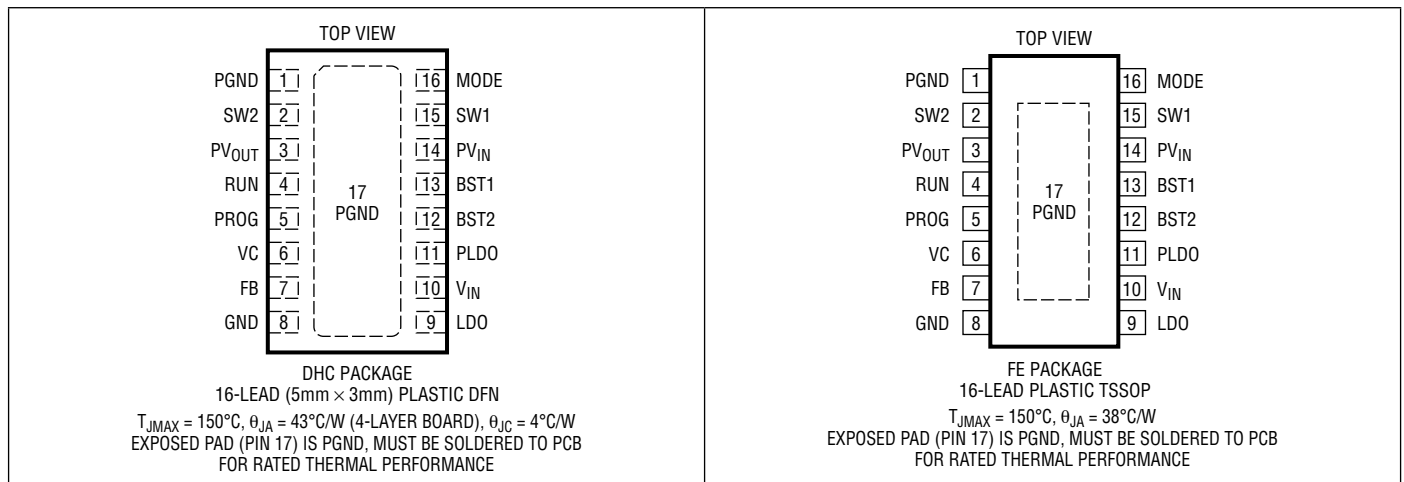 TOP VIEW
PGND 1
SW2 2
PVOUT 3
RUN 4
PROG 5
VC 6
FB 7
GND 8
17
PGND
16 MODE
15 SW1
14 PVIN
13 BST1
12 BST2
11 PLDO
10 VIN
9 LDO
DHC PACKAGE
16-LEAD (5mm × 3mm) PLASTIC DFN
TJMAX = 150°C, θJA = 43°C/W (4-LAYER BOARD), θJC = 4°C/W
EXPOSED PAD (PIN 17) IS PGND, MUST BE SOLDERED TO PCB
FOR RATED THERMAL PERFORMANCE
TOP VIEW
PGND 1
SW2 2
PVOUT 3
RUN 4
PROG 5
VC 6
FB 7
GND 8
17
PGND
16 MODE
15 SW1
14 PVIN
13 BST1
12 BST2
11 PLDO
10 VIN
9 LDO
FE PACKAGE
16-LEAD PLASTIC TSSOP
TJMAX = 150°C, θJA = 38°C/W
EXPOSED PAD (PIN 17) IS PGND, MUST BE SOLDERED TO PCB
FOR RATED THERMAL PERFORMANCE